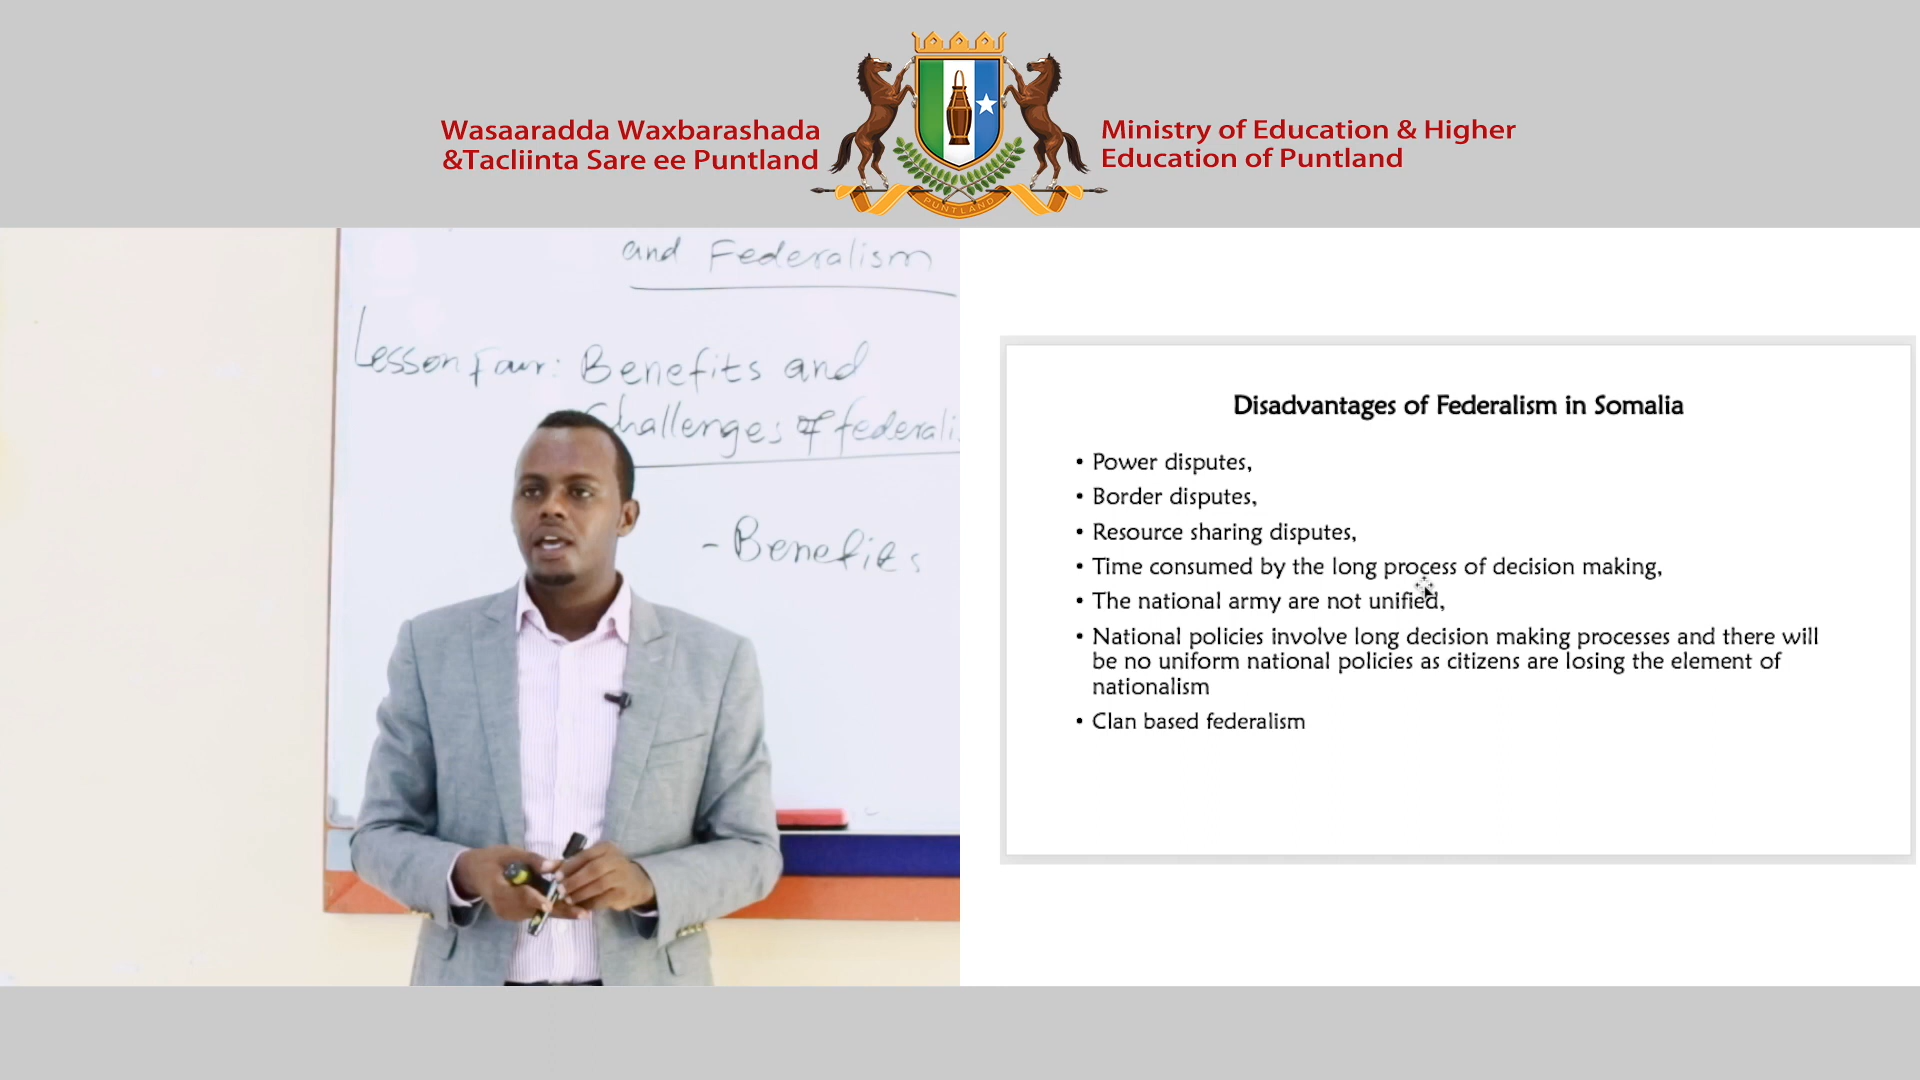 Wasaaradda Waxbarashada
&Tacliinta Sare ee Puntland
PUNTLAND
Ministry of Education & Higher
Education of Puntland
and Federalism
Lesson Four: Benefits and
Challenges of federali
- Benefits
Disadvantages of Federalism in Somalia
• Power disputes,
• Border disputes,
• Resource sharing disputes,
• Time consumed by the long process of decision making,
• The national army are not unified,
• National policies involve long decision making processes and there will
be no uniform national policies as citizens are losing the element of
nationalism
• Clan based federalism